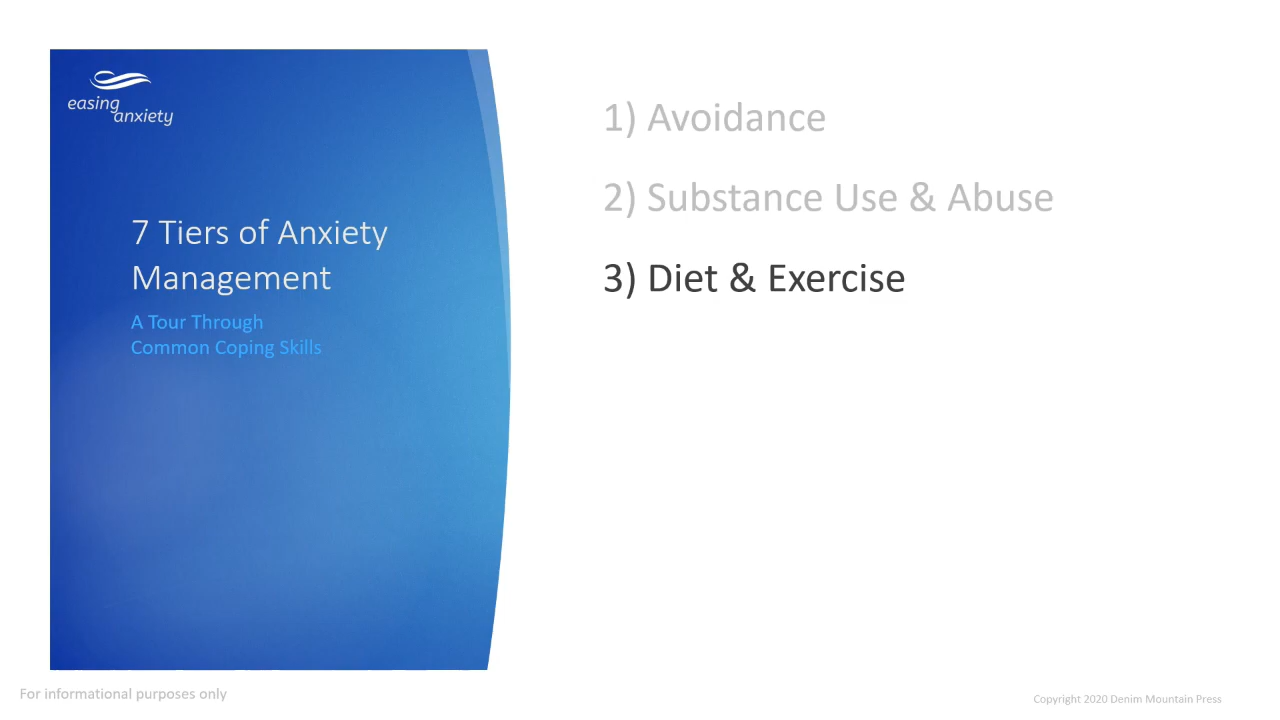 easing
anxiety
7 Tiers of Anxiety
Management
A Tour Through
Common Coping Skills
1) Avoidance
2) Substance Use & Abuse
3) Diet & Exercise
For informational purposes only
Copyright 2020 Denim Mountain Press